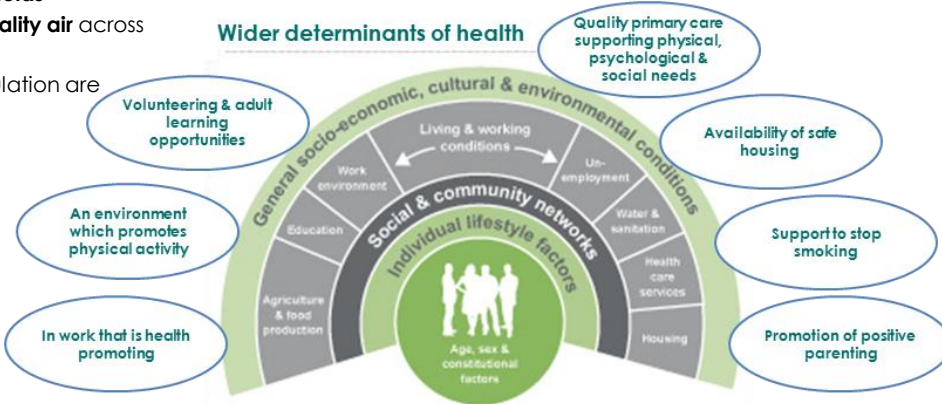 ality air across
lation are
Wider determinants of health
Quality primary care
supporting physical,
psychological &
social needs
Volunteering & adult
learning
opportunities
Availability of safe
housing
An environment
which promotes
physical activity
Support to stop
smoking
In work that is health
promoting
Promotion of positive
parenting
General socio-economic, cultural & environmental conditions
Living & working
conditions
Work
environment
Un-
employment
Education
Water &
sanitation
Agriculture
& food
production
Health
care
services
Housing
Social & community networks
Individual lifestyle factors
Age, sex &
constitutional
factors